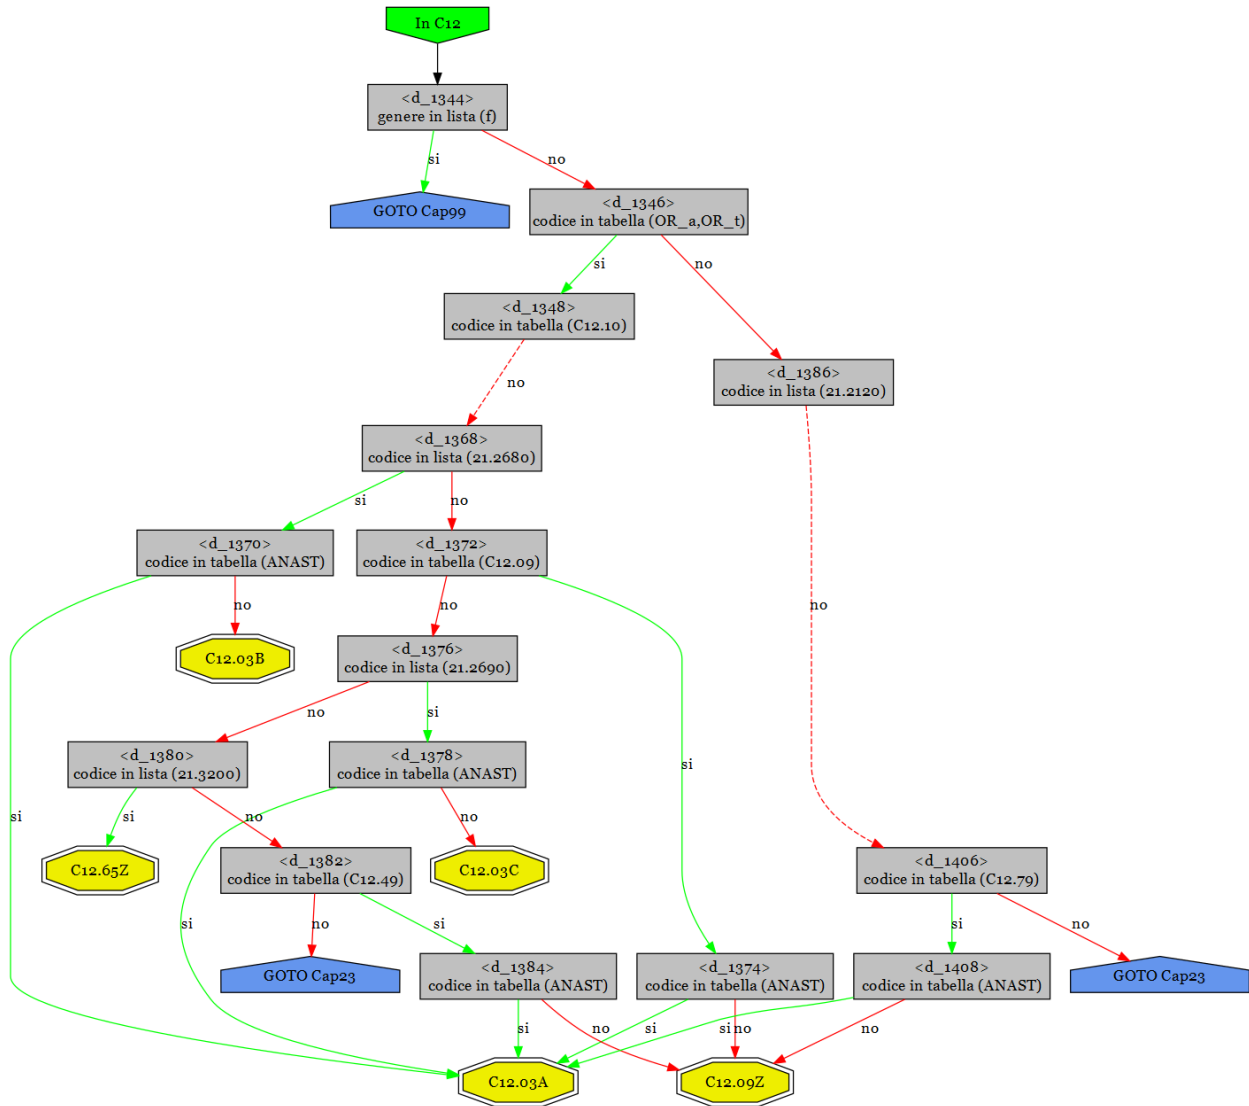 In C12
<d_1344>
genere in lista (f)
si
no
GOTO Cap99
<d_1346>
codice in tabella (OR_a,OR_t)
si
no
<d_1348>
codice in tabella (C12.10)
no
<d_1386>
codice in lista (21.2120)
<d_1368>
codice in lista (21.2680)
si
no
<d_1370>
codice in tabella (ANAST)
<d_1372>
codice in tabella (C12.09)
no
no
no
C12.03B
<d_1376>
codice in lista (21.2690)
no
si
<d_1380>
codice in lista (21.3200)
<d_1378>
codice in tabella (ANAST)
si
si
si
no
no
C12.65Z
<d_1382>
codice in tabella (C12.49)
C12.03C
<d_1406>
codice in tabella (C12.79)
si
no
si
si
no
GOTO Cap23
<d_1384>
codice in tabella (ANAST)
<d_1374>
codice in tabella (ANAST)
<d_1408>
codice in tabella (ANAST)
GOTO Cap23
si
no
si
si
no
no
C12.03A
C12.09Z